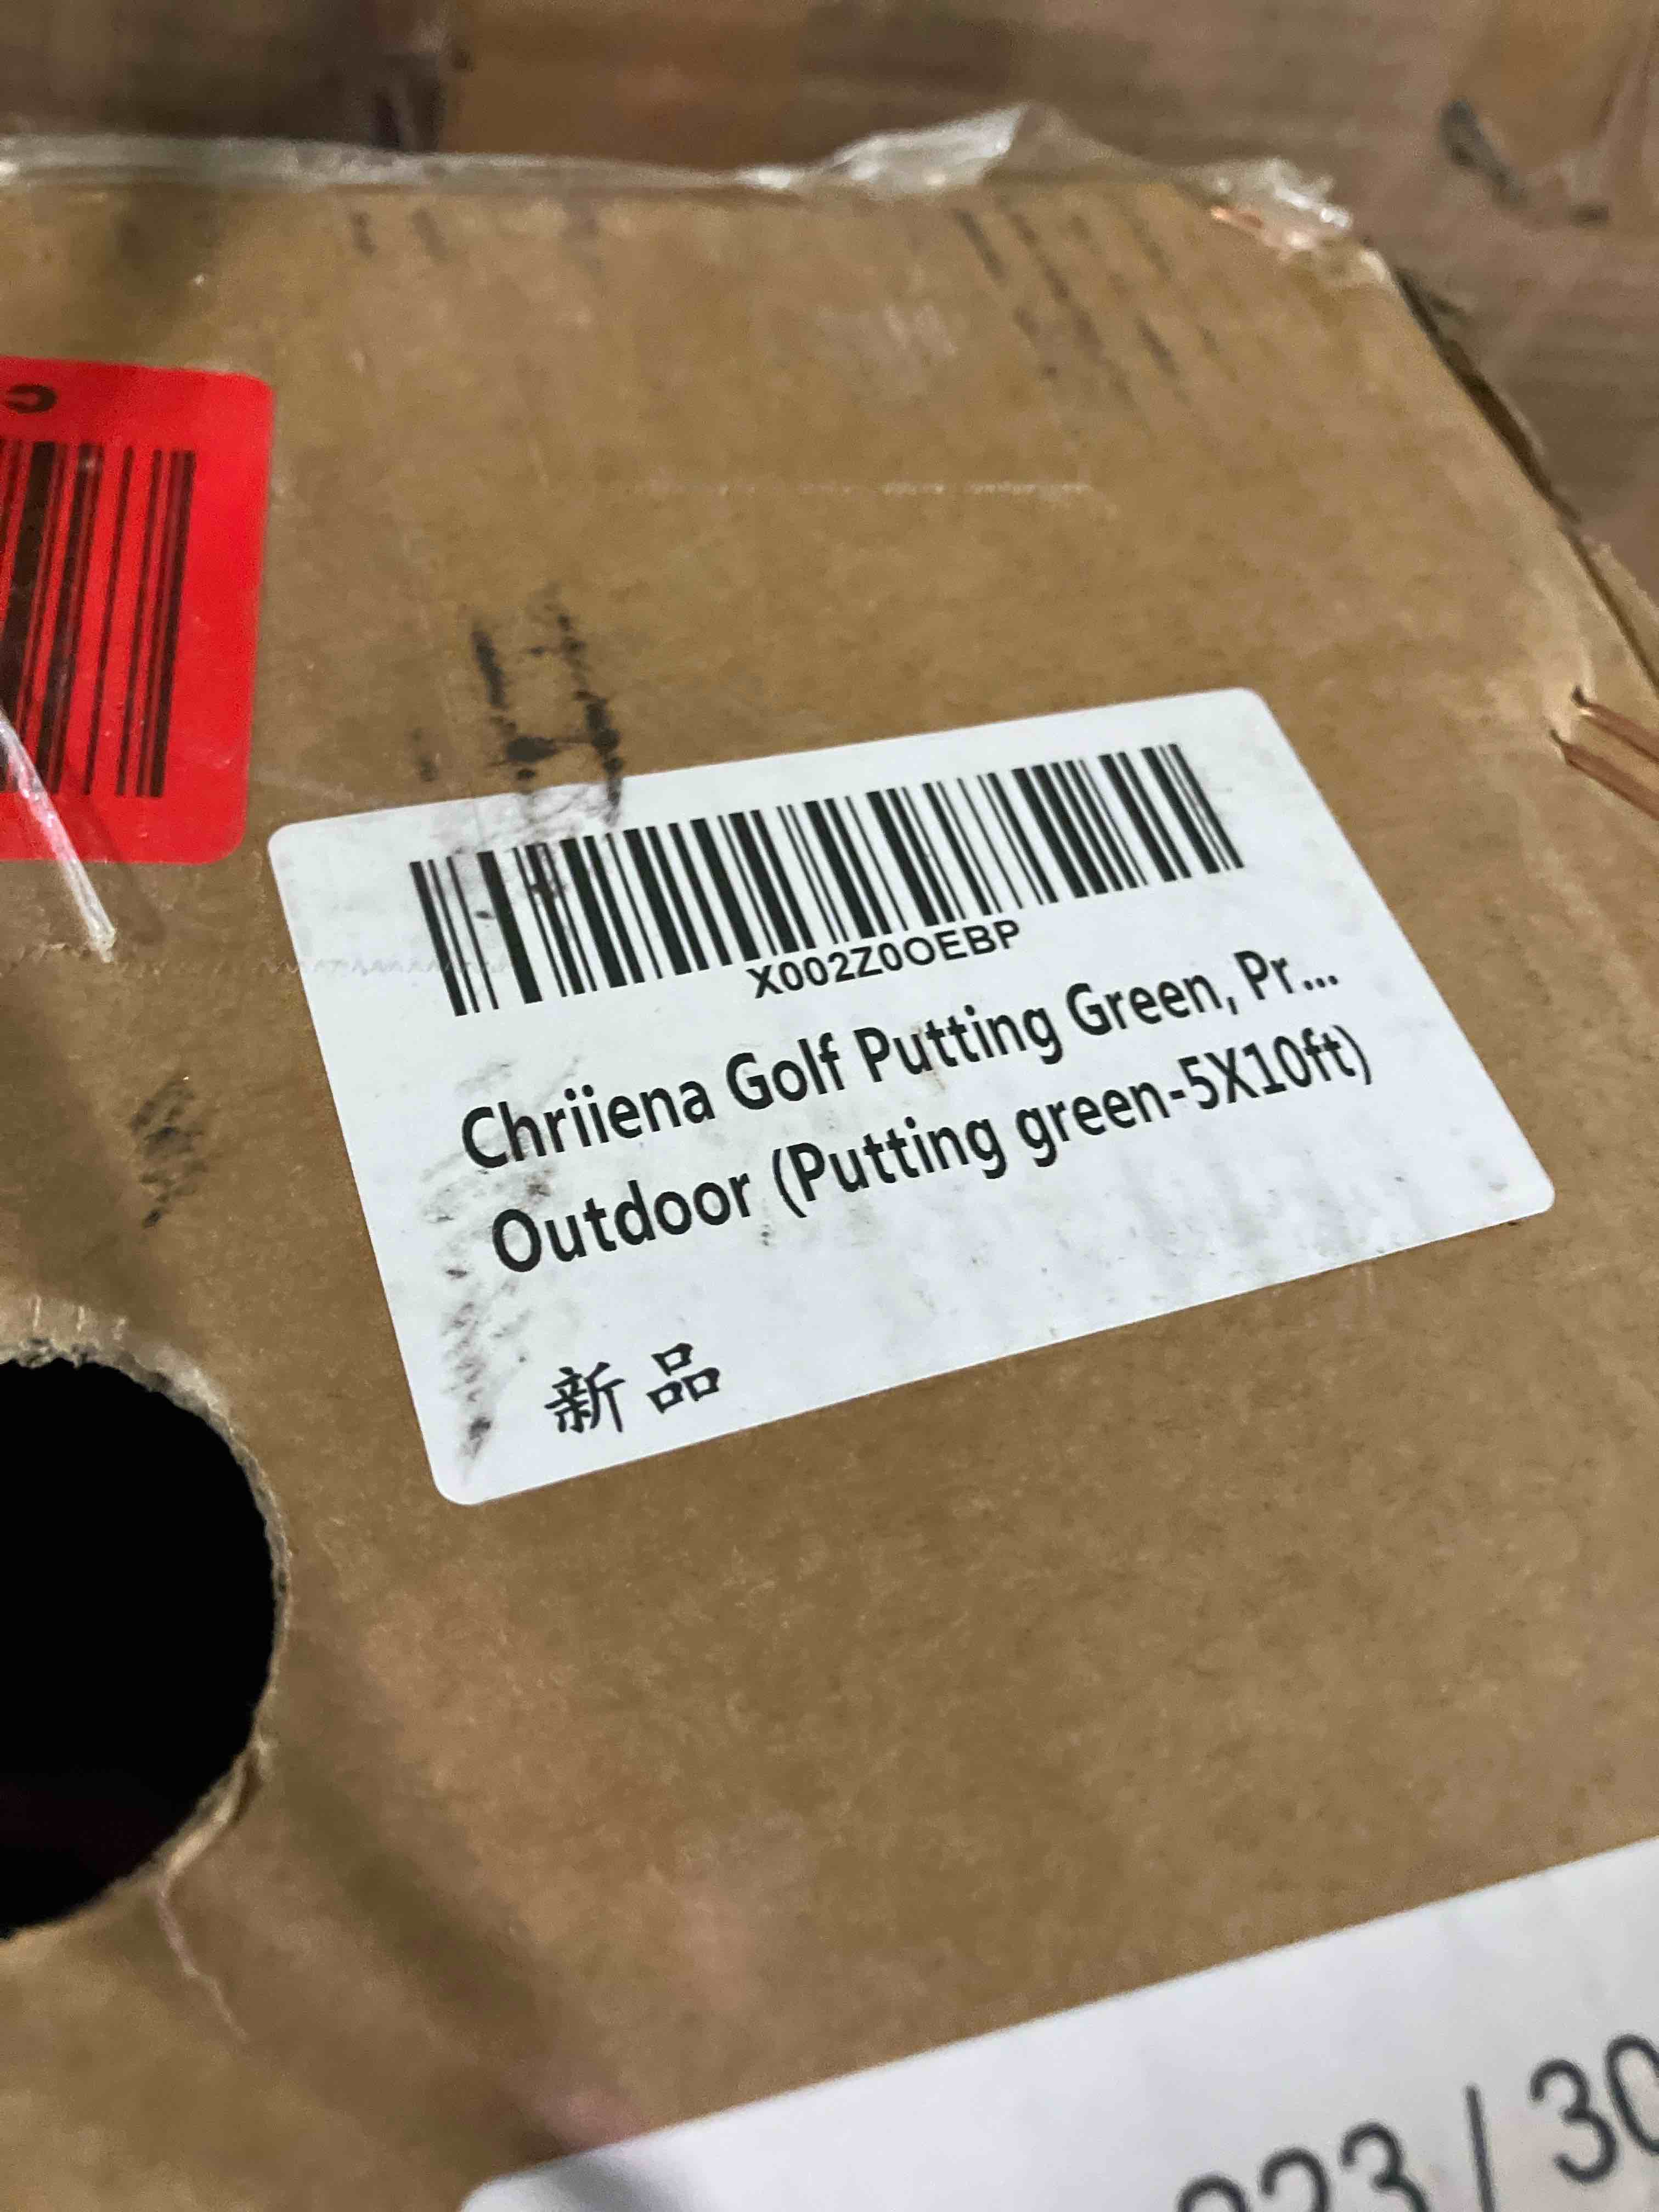 X002Z0OEBP
Chriiena Golf Putting Green, Pr...
Outdoor (Putting green-5X10ft)
新品